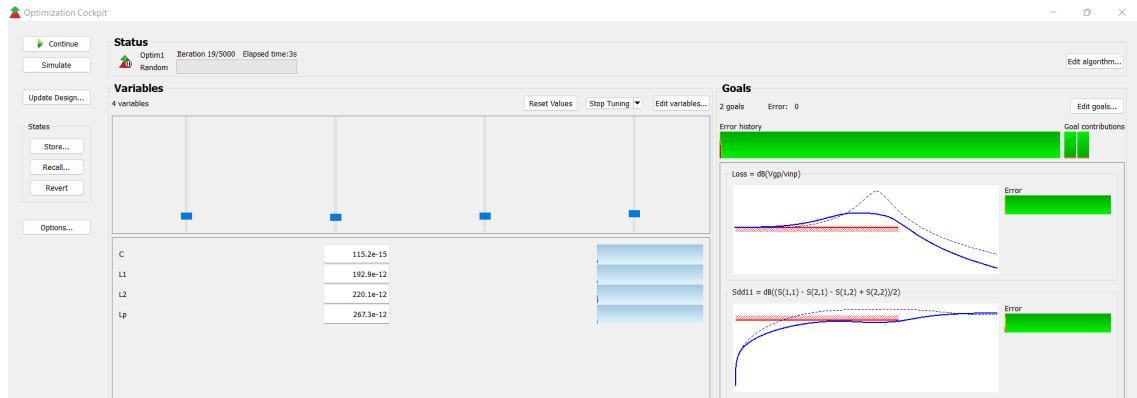 Optimization Cockpit
Continue
Simulate
Update Design...
States
Store...
Recall...
Revert
Options...
Status
Optim1 Iteration 19/5000 Elapsed time:3s
Random
Edit algorithm...
Variables
4 variables
Reset Values
Stop Tuning
Edit variables...
C 115.2e-15
L1 192.9e-12
L2 220.1e-12
Lp 267.3e-12
Goals
2 goals Error: 0
Edit goals...
Error history
Goal contributions
Loss = dB(Vgp/vinp)
Error
Sdd11 = dB((S(1,1) - S(2,1) - S(1,2) + S(2,2))/2)
Error